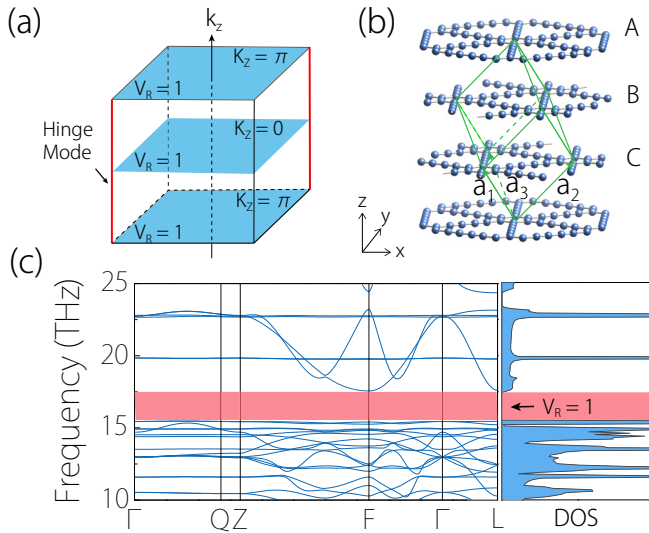 (a)
k_z
K_Z = π
V_R = 1
K_Z = 0
Hinge
Mode
V_R = 1
K_Z = π
V_R = 1
(b)
A
B
C
a_1
a_3
a_2
z
y
x
(c)
Frequency (THz)
25
20
15
10
Γ
Q
Z
F
Γ
L
V_R = 1
DOS